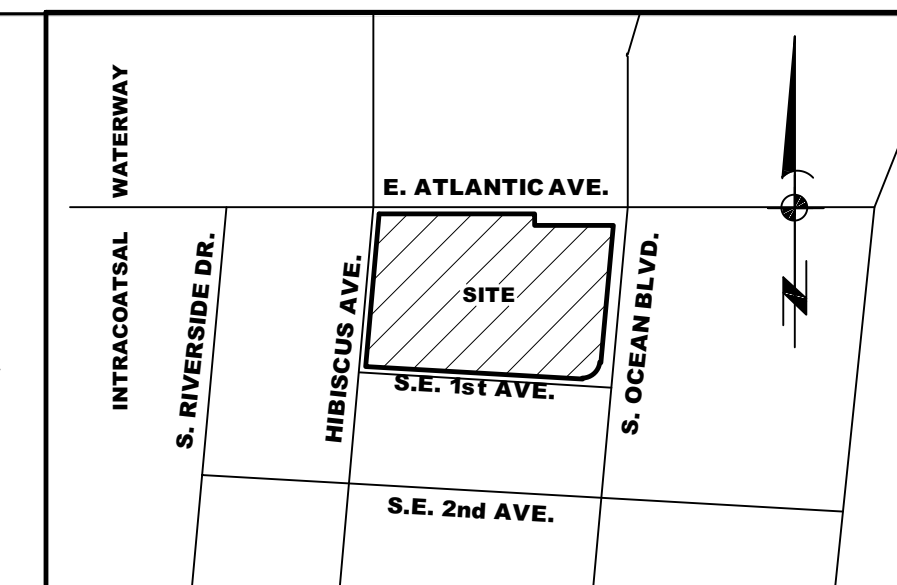 WATERWAY
E. ATLANTIC AVE.
INTRACOATSAL
S. RIVERSIDE DR.
HIBISCUS AVE.
SITE
S. OCEAN BLVD.
S.E. 1st AVE.
S.E. 2nd AVE.
N